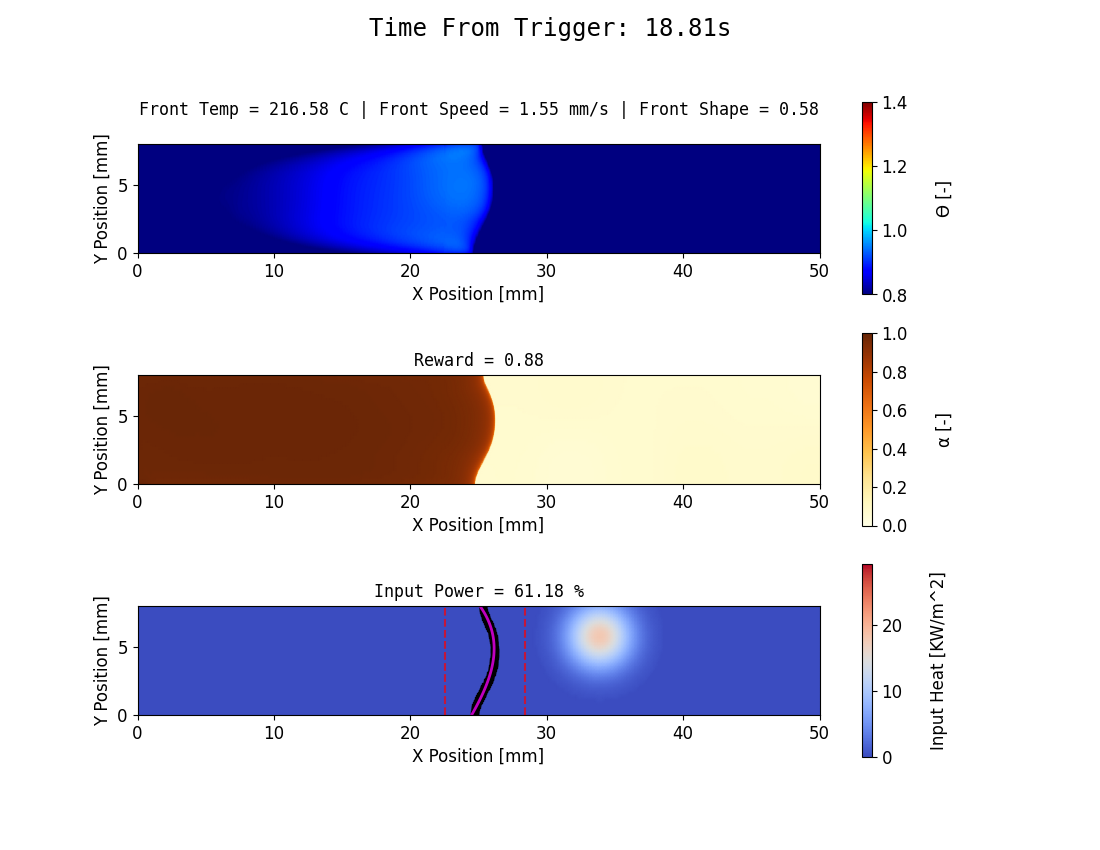 Time From Trigger: 18.81s
Front Temp = 216.58 C | Front Speed = 1.55 mm/s | Front Shape = 0.58
Y Position [mm]
5
0
0 10 20 30 40 50
X Position [mm]
1.4
1.2
1.0
0.8
Θ [-]
Reward = 0.88
Y Position [mm]
5
0
0 10 20 30 40 50
X Position [mm]
1.0
0.8
0.6
0.4
0.2
0.0
α [-]
Input Power = 61.18 %
Y Position [mm]
5
0
0 10 20 30 40 50
X Position [mm]
20
10
0
Input Heat [KW/m^2]